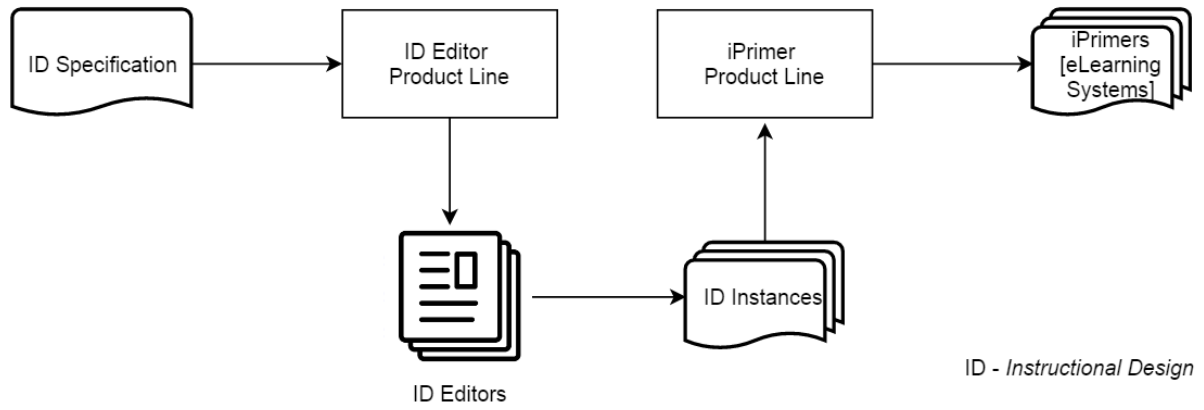 ID Specification
ID Editor
Product Line
iPrimer
Product Line
iPrimers
[eLearning
Systems]
ID Editors
ID Instances
ID - Instructional Design